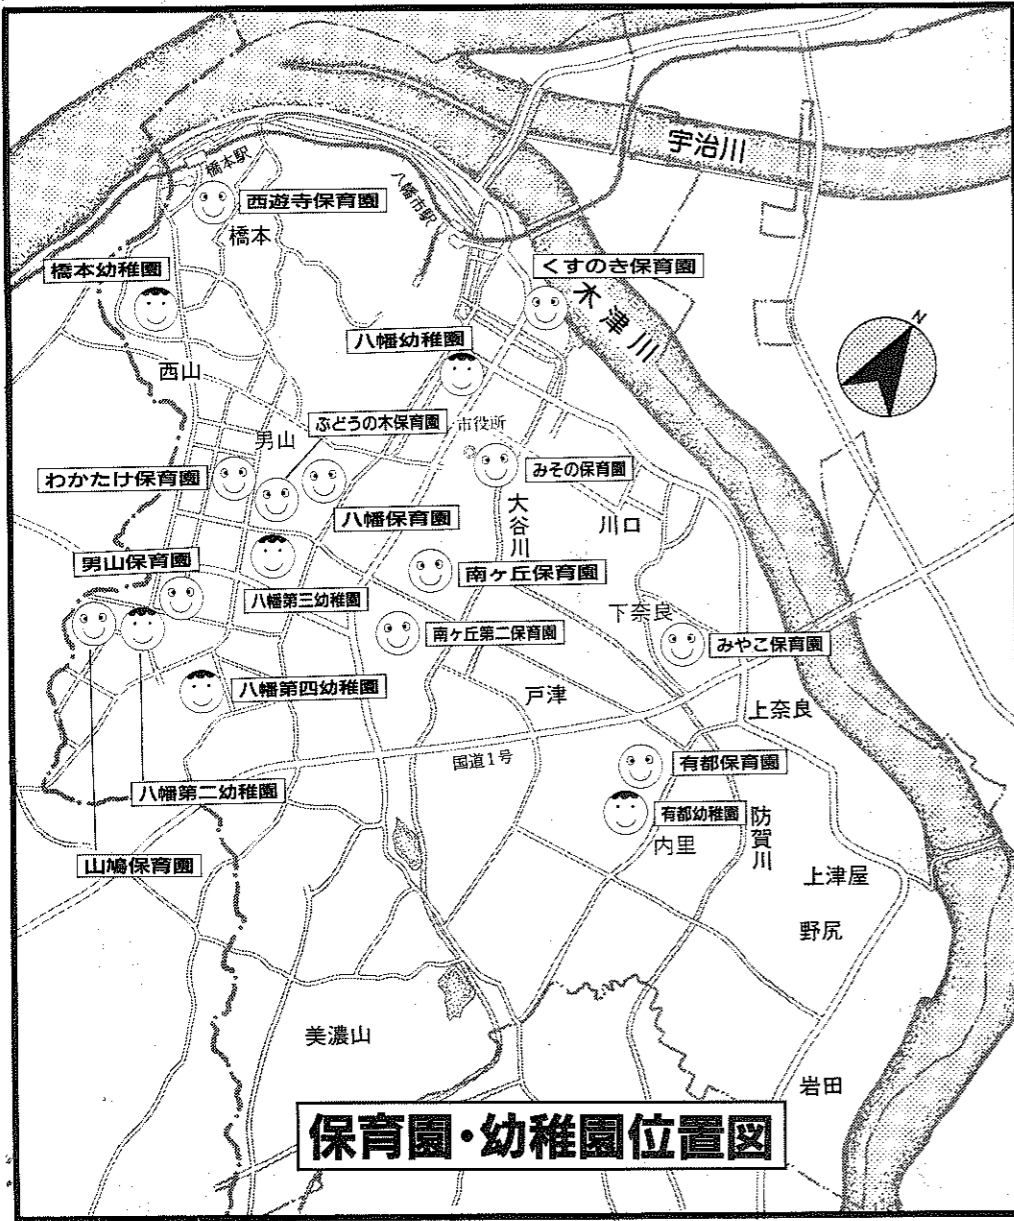 宇治川
橋本駅
八幡市駅
西遊寺保育園
橋本
橋本幼稚園
くすのき保育園
木津川
N
八幡幼稚園
西山
ぶどうの木保育園
市役所
男山
わかたけ保育園
みその保育園
八幡保育園
大谷川
川口
男山保育園
南ヶ丘保育園
八幡第三幼稚園
下奈良
南ヶ丘第二保育園
みやこ保育園
八幡第四幼稚園
戸津
上奈良
国道1号
有都保育園
八幡第二幼稚園
有都幼稚園
防賀川
内里
山鳩保育園
上津屋
野尻
美濃山
岩田
保育園・幼稚園位置図